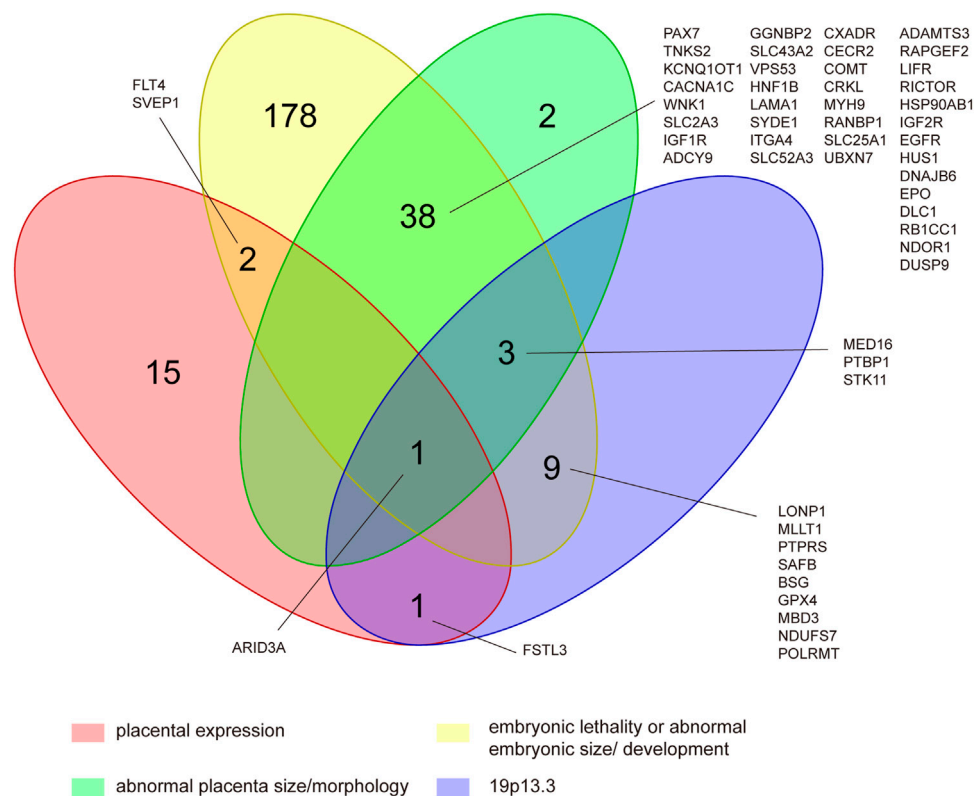 PAX7 GGNBP2 CXADR ADAMTS3
TNKS2 SLC43A2 CECR2 RAPGEF2
KCNQ1OT1 VPS53 COMT LIFR
CACNA1C HNF1B CRKL RICTOR
WNK1 LAMA1 MYH9 HSP90AB1
SLC2A3 SYDE1 RANBP1 IGF2R
IGF1R ITGA4 SLC25A1 EGFR
ADCY9 SLC52A3 UBXN7 HUS1
DNAJB6
EPO
DLC1
RB1CC1
NDOR1
DUSP9
FLT4
SVEP1
178
2
38
2
15
3
MED16
PTBP1
STK11
1
9
LONP1
MLLT1
PTPRS
SAFB
BSG
GPX4
MBD3
NDUFS7
POLRMT
1
ARID3A
FSTL3
placental expression
embryonic lethality or abnormal
embryonic size/ development
abnormal placenta size/morphology
19p13.3